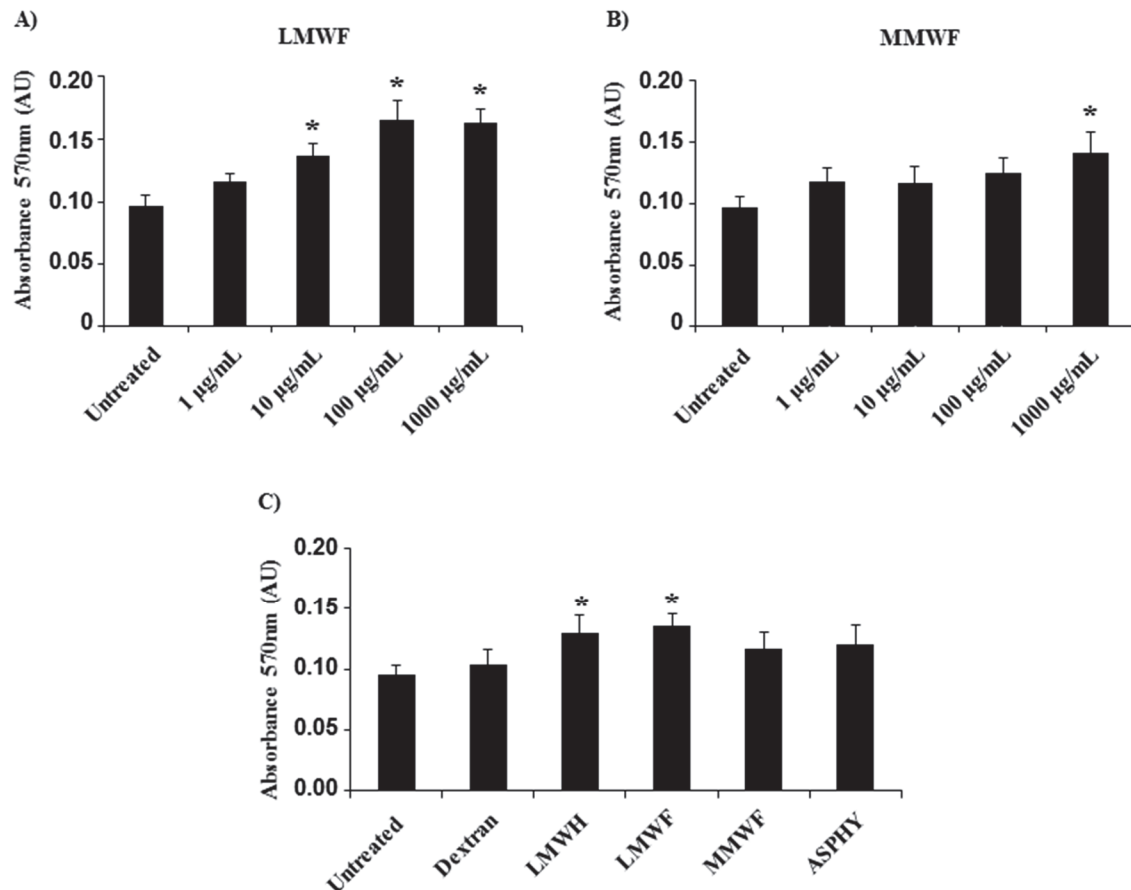 A)
LMWF
Absorbance 570nm (AU)
0.20
0.15
0.10
0.05
0
*
*
*
Untreated
1 µg/mL
10 µg/mL
100 µg/mL
1000 µg/mL
B)
MMWF
Absorbance 570nm (AU)
0.20
0.15
0.10
0.05
0
*
Untreated
1 µg/mL
10 µg/mL
100 µg/mL
1000 µg/mL
C)
Absorbance 570nm (AU)
0.20
0.15
0.10
0.05
0.00
*
*
Untreated
Dextran
LMWH
LMWF
MMWF
ASPHY